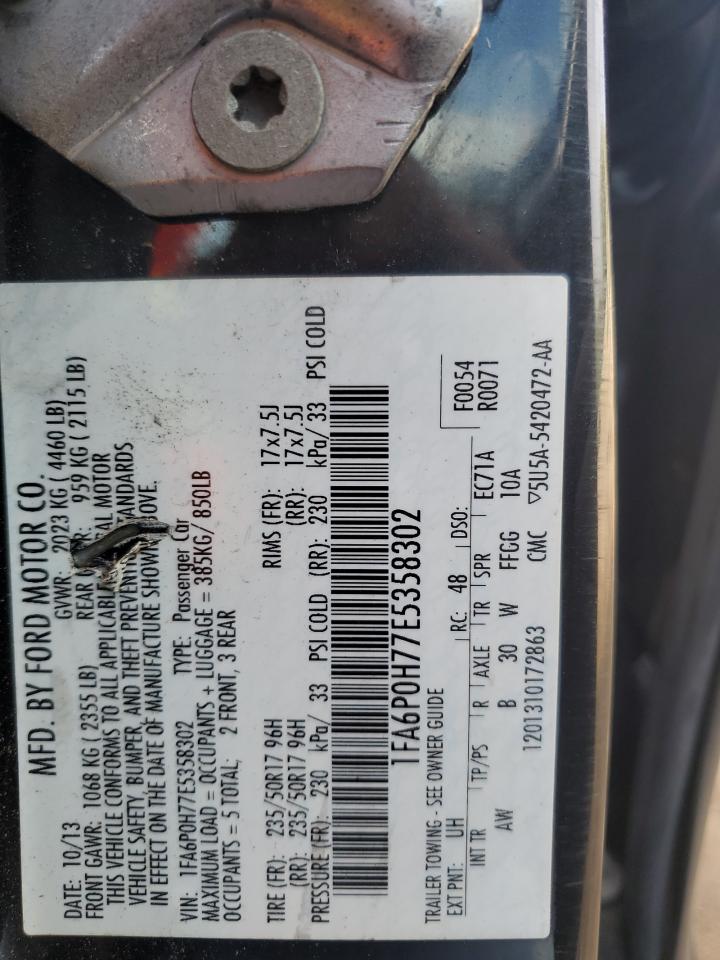 MFD. BY FORD MOTOR CO.
DATE: 10/13 GVWR: 2023 KG ( 4460 LB)
FRONT GAWR: 1068 KG ( 2355 LB) REAR 959 KG ( 2115 LB)
THIS VEHICLE CONFORMS TO ALL APPLICABLE MOTOR
VEHICLE SAFETY, BUMPER, AND THEFT PREVENTION STANDARDS
IN EFFECT ON THE DATE OF MANUFACTURE SHOWN ABOVE.
VIN: 1FA6P0H77E5358302 TYPE: Passenger Car
MAXIMUM LOAD = OCCUPANTS + LUGGAGE = 385KG/ 850LB
OCCUPANTS = 5 TOTAL; 2 FRONT, 3 REAR
TIRE (FR): 235/50R17 96H RIMS (FR): 17x7.5J
(RR): 235/50R17 96H (RR): 17x7.5J
PRESSURE (FR): 230 kPa/ 33 PSI COLD (RR): 230 kPa/ 33 PSI COLD
1FA6P0H77E5358302
TRAILER TOWING - SEE OWNER GUIDE F0054
EXT PNT: UH RC: 48 DSO: R0071
INT TR TP/PS R AXLE TR SPR EC71A
AW B 30 W FFGG 10A
1201310172863 CMC ▽5U5A-5420472-AA